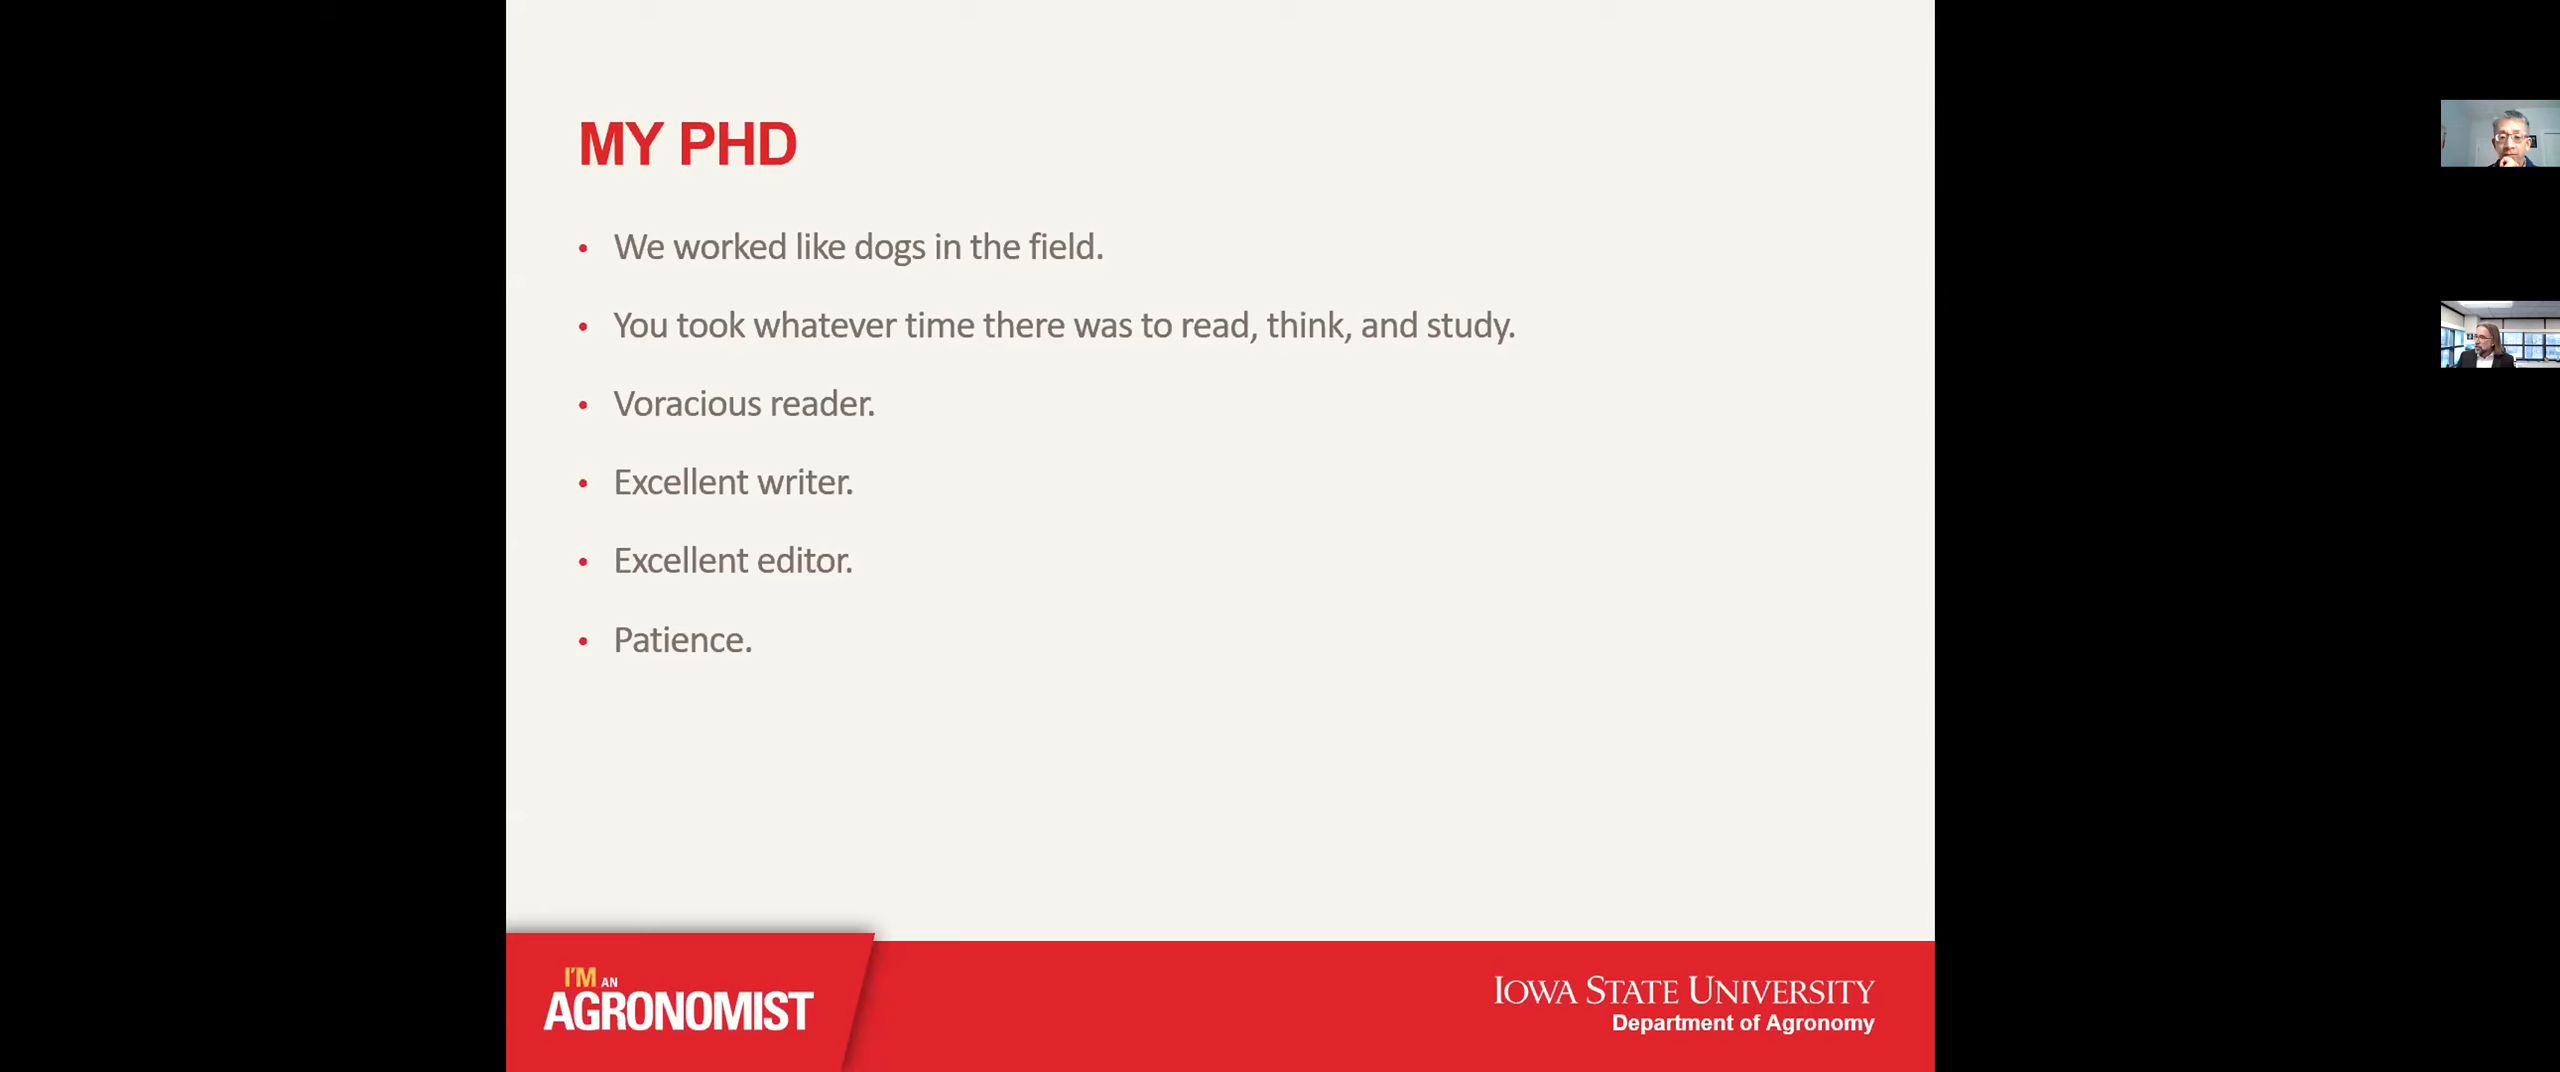 MY PHD
• We worked like dogs in the field.
• You took whatever time there was to read, think, and study.
• Voracious reader.
• Excellent writer.
• Excellent editor.
• Patience.
I'M AN
AGRONOMIST
IOWA STATE UNIVERSITY
Department of Agronomy